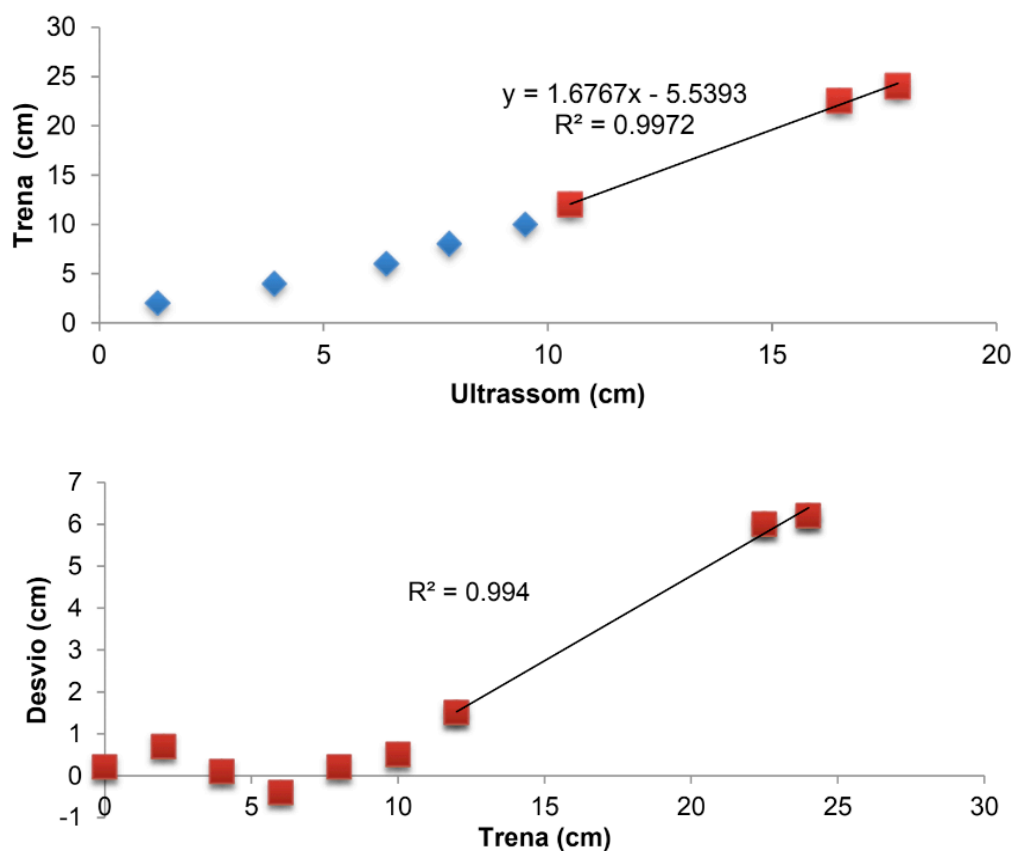 30
25
20
15
10
5
0
Trena (cm)
y = 1.6767x - 5.5393
R² = 0.9972
0 5 10 15 20
Ultrassom (cm)
7
6
5
4
3
2
1
0
-1
Desvio (cm)
R² = 0.994
0 5 10 15 20 25 30
Trena (cm)